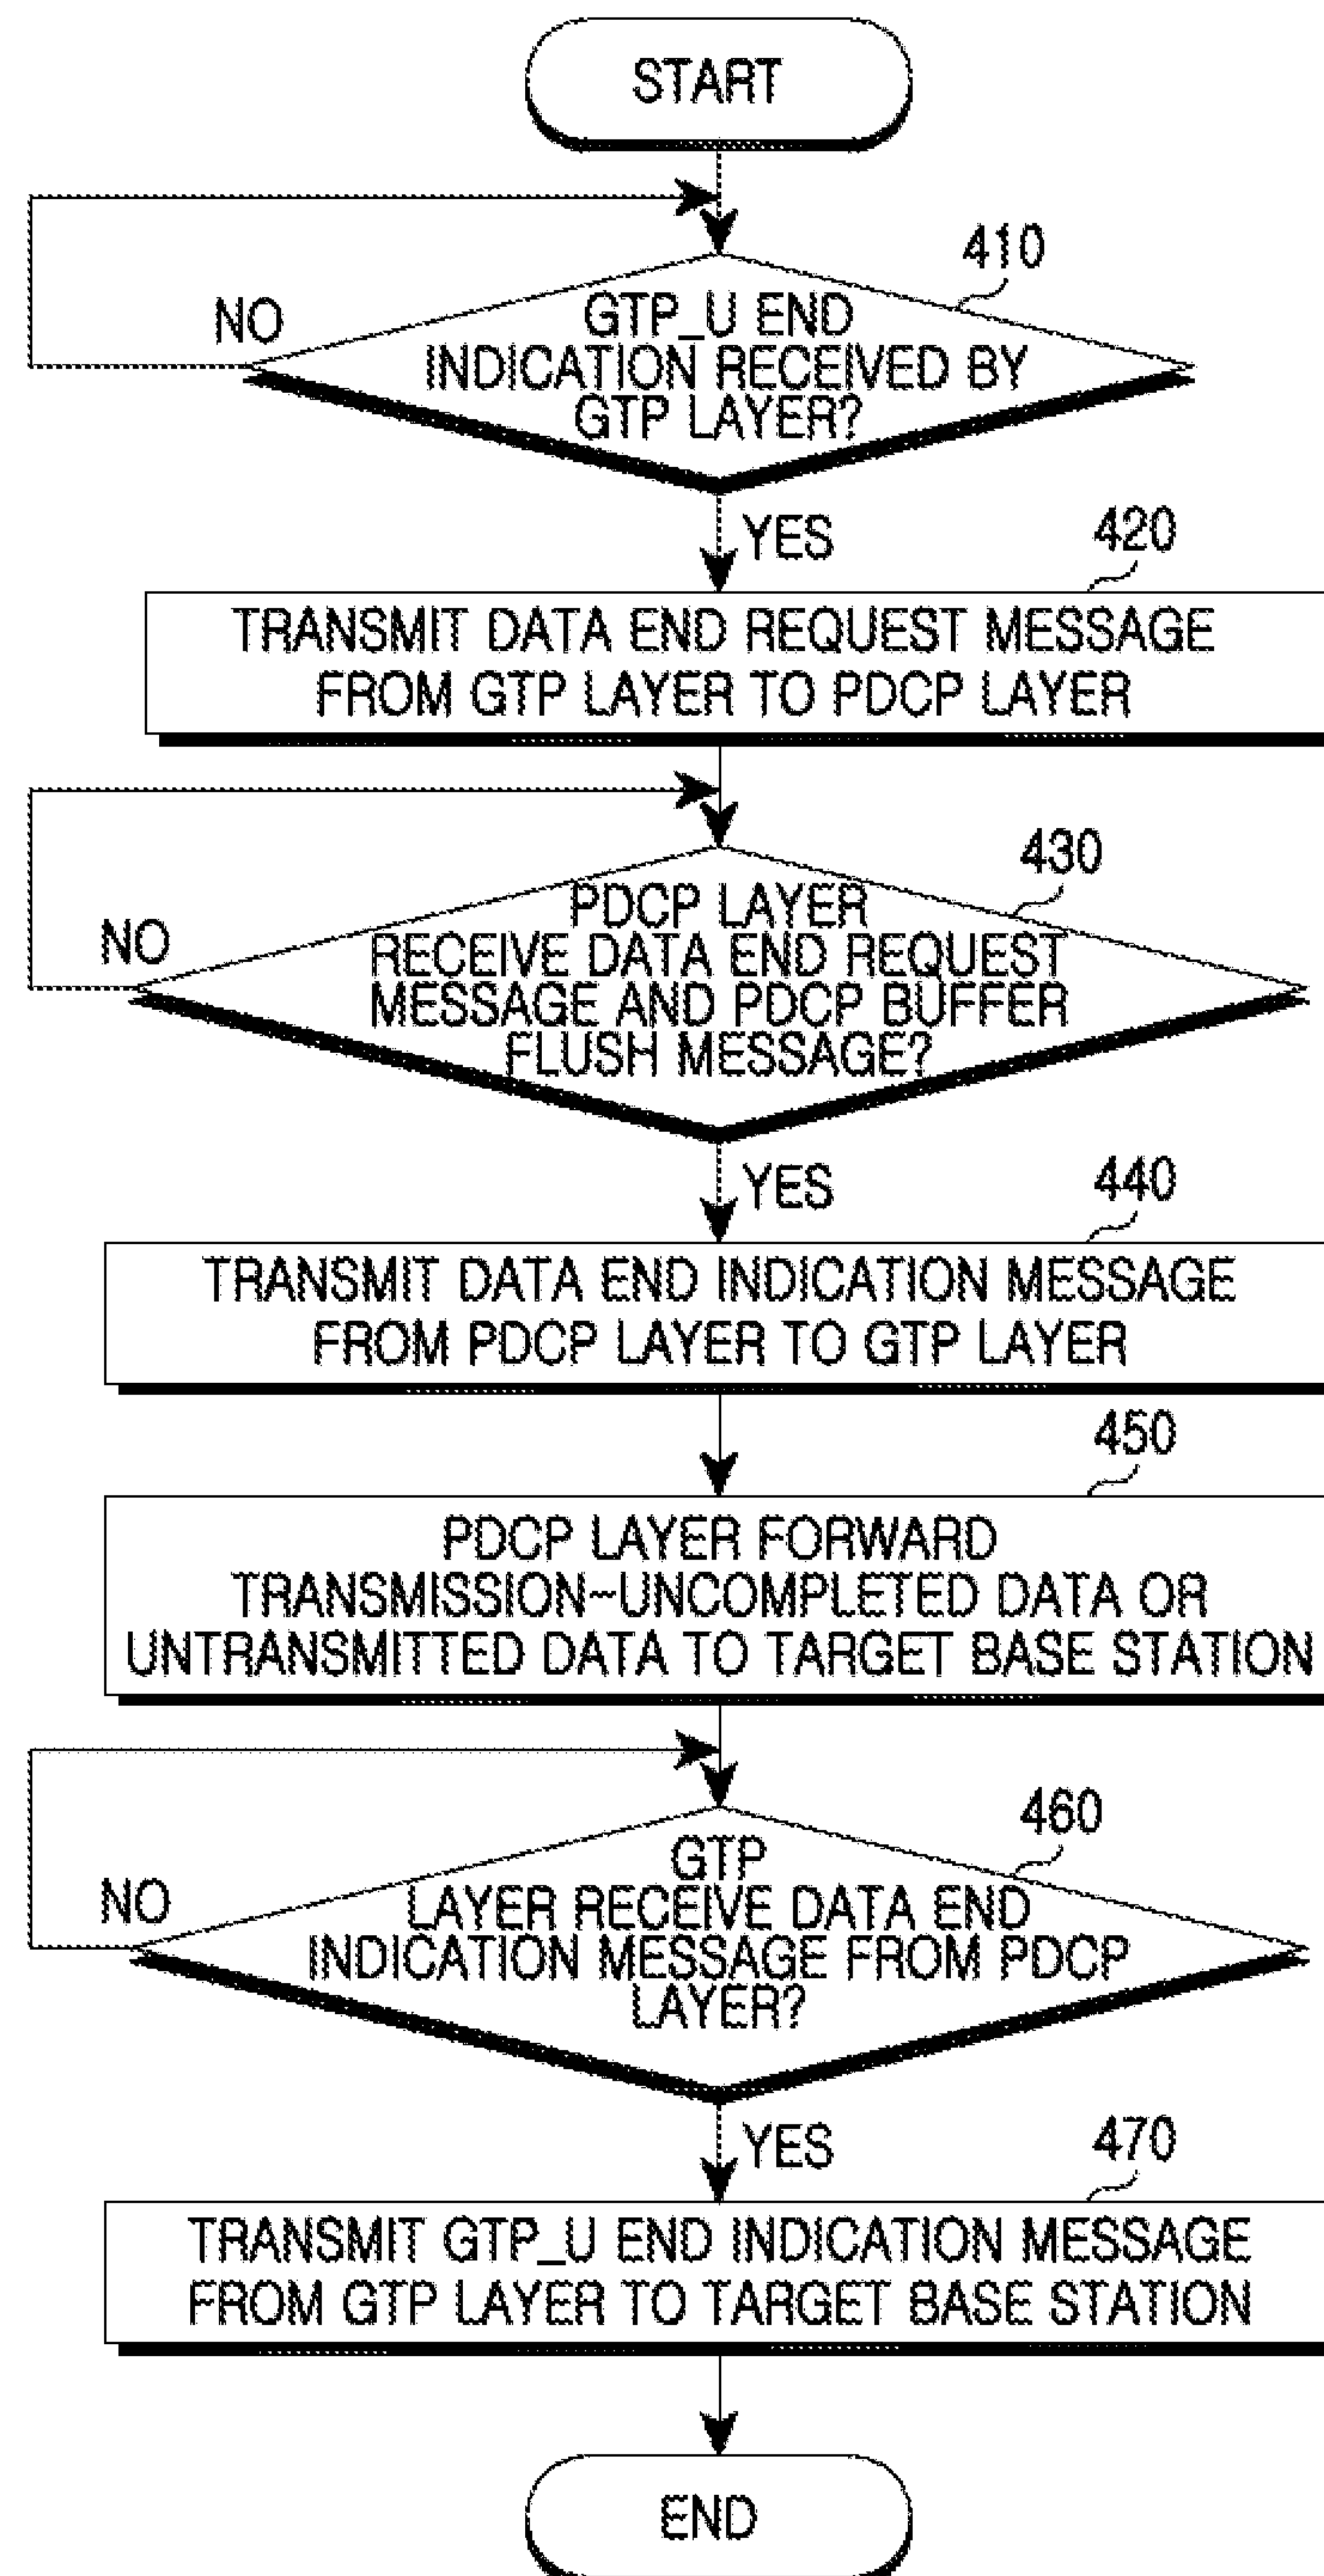 START
410
NO
GTP_U END
INDICATION RECEIVED BY
GTP LAYER?
YES
420
TRANSMIT DATA END REQUEST MESSAGE
FROM GTP LAYER TO PDCP LAYER
430
NO
PDCP LAYER
RECEIVE DATA END REQUEST
MESSAGE AND PDCP BUFFER
FLUSH MESSAGE?
YES
440
TRANSMIT DATA END INDICATION MESSAGE
FROM PDCP LAYER TO GTP LAYER
450
PDCP LAYER FORWARD
TRANSMISSION-UNCOMPLETED DATA OR
UNTRANSMITTED DATA TO TARGET BASE STATION
460
NO
GTP
LAYER RECEIVE DATA END
INDICATION MESSAGE FROM PDCP
LAYER?
YES
470
TRANSMIT GTP_U END INDICATION MESSAGE
FROM GTP LAYER TO TARGET BASE STATION
END